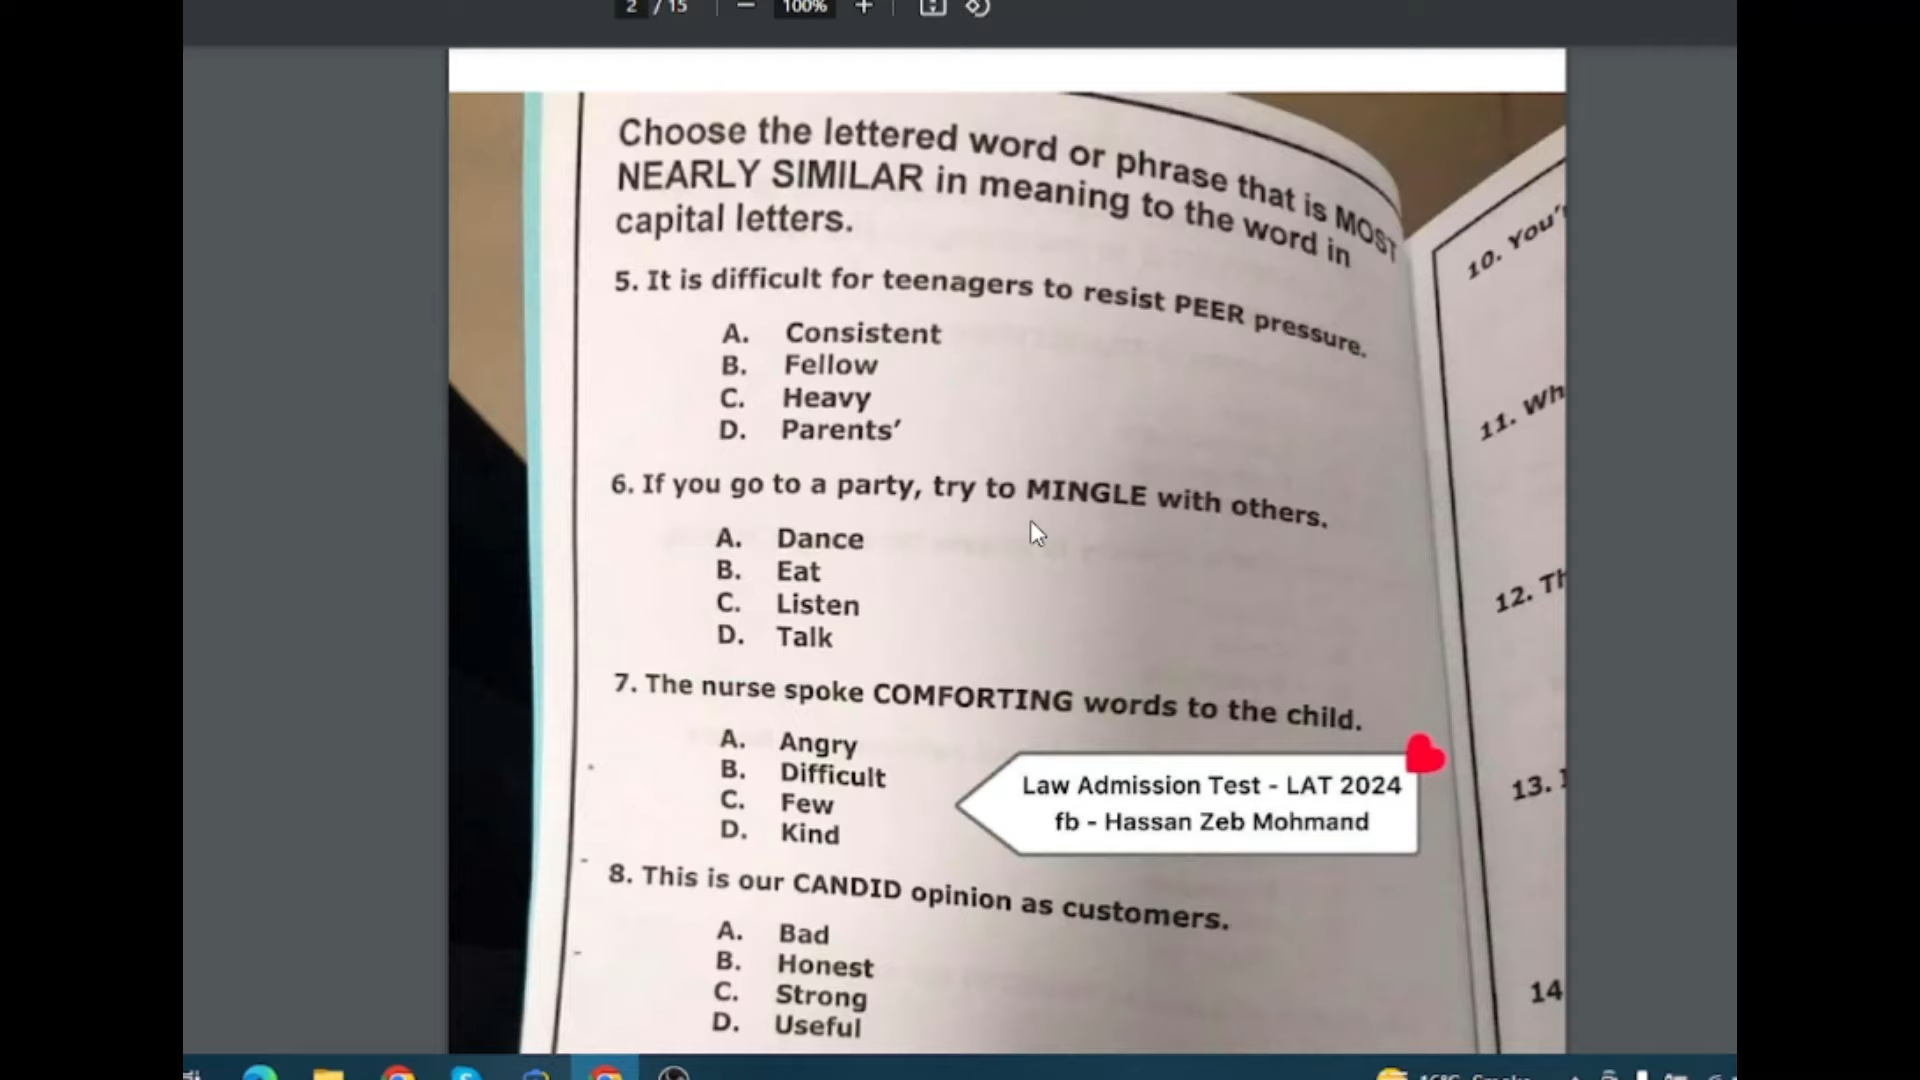 2 / 15
100%
Choose the lettered word or phrase that is MOST
NEARLY SIMILAR in meaning to the word in
capital letters.
5. It is difficult for teenagers to resist PEER pressure.
A. Consistent
B. Fellow
C. Heavy
D. Parents'
6. If you go to a party, try to MINGLE with others.
A. Dance
B. Eat
C. Listen
D. Talk
7. The nurse spoke COMFORTING words to the child.
A. Angry
B. Difficult
C. Few
D. Kind
Law Admission Test - LAT 2024
fb - Hassan Zeb Mohmand
8. This is our CANDID opinion as customers.
A. Bad
B. Honest
C. Strong
D. Useful
10. You'
11. Wh
12. Th
13.
14